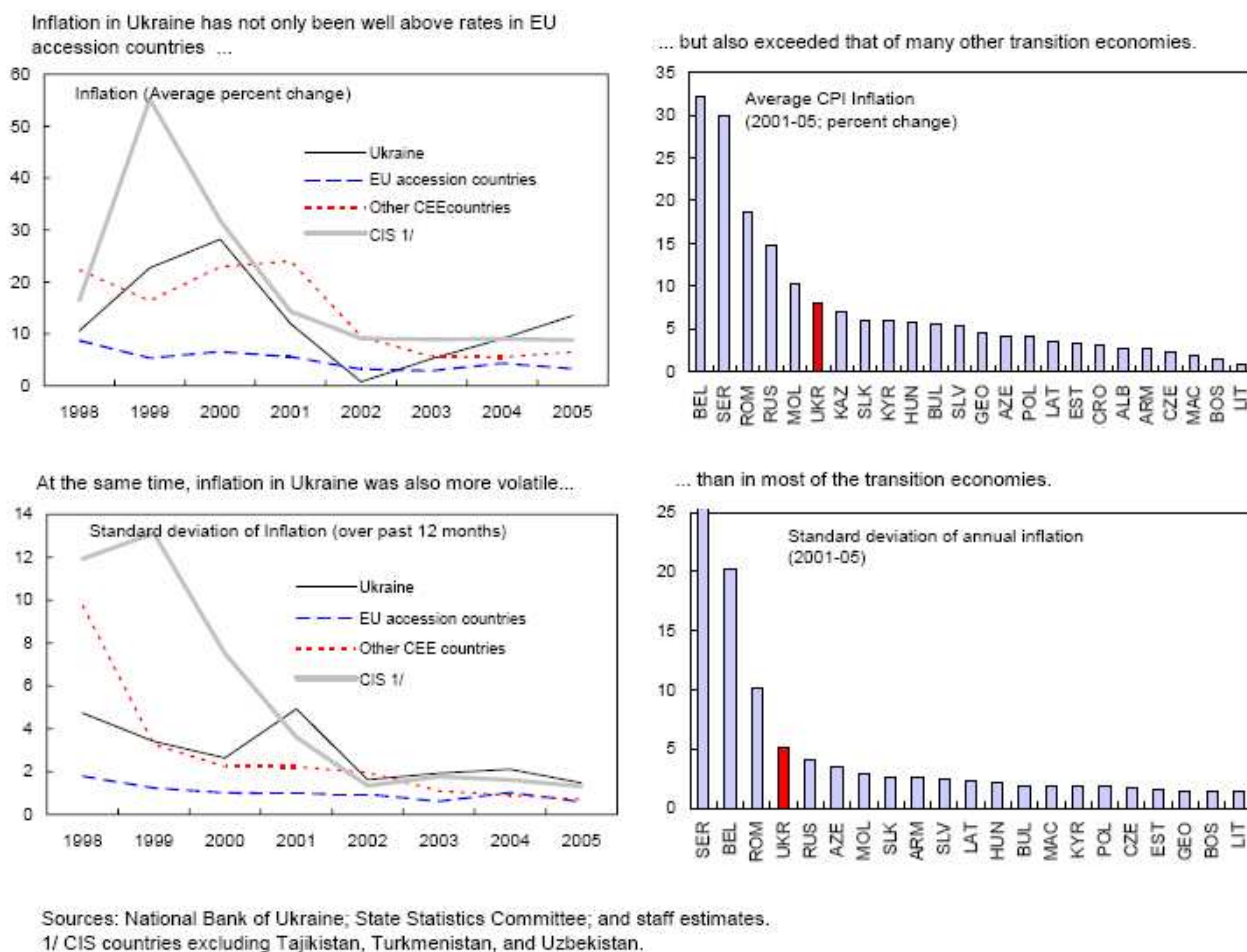 Inflation in Ukraine has not only been well above rates in EU
accession countries ...
60
50
40
30
20
10
0
Inflation (Average percent change)
Ukraine
EU accession countries
Other CEEcountries
CIS 1/
1998 1999 2000 2001 2002 2003 2004 2005
... but also exceeded that of many other transition economies.
35
30
25
20
15
10
5
0
Average CPI Inflation
(2001-05; percent change)
BEL SER ROM RUS MOL UKR KAZ SLK KYR HUN BUL SLV GEO AZE POL LAT EST CRO ALB ARM CZE MAC BOS LIT
At the same time, inflation in Ukraine was also more volatile...
14
12
10
8
6
4
2
0
Standard deviation of Inflation (over past 12 months)
Ukraine
EU accession countries
Other CEE countries
CIS 1/
1998 1999 2000 2001 2002 2003 2004 2005
... than in most of the transition economies.
25
20
15
10
5
0
Standard deviation of annual inflation
(2001-05)
SER BEL ROM UKR RUS AZE MOL SLK ARM SLV LAT HUN BUL MAC KYR POL CZE EST GEO BOS LIT
Sources: National Bank of Ukraine; State Statistics Committee; and staff estimates.
1/ CIS countries excluding Tajikistan, Turkmenistan, and Uzbekistan.